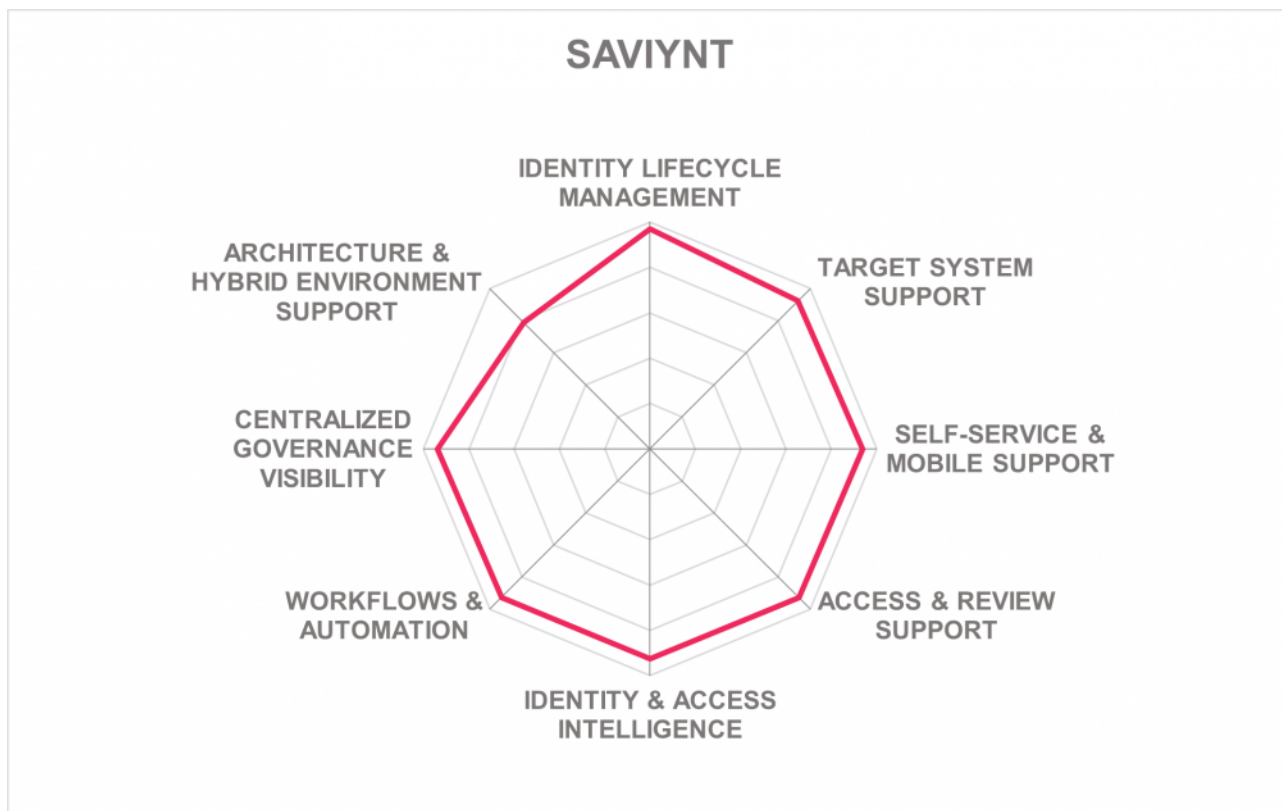 SAVIYNT
IDENTITY LIFECYCLE
MANAGEMENT
ARCHITECTURE &
HYBRID ENVIRONMENT
SUPPORT
TARGET SYSTEM
SUPPORT
CENTRALIZED
GOVERNANCE
VISIBILITY
SELF-SERVICE &
MOBILE SUPPORT
WORKFLOWS &
AUTOMATION
ACCESS & REVIEW
SUPPORT
IDENTITY & ACCESS
INTELLIGENCE